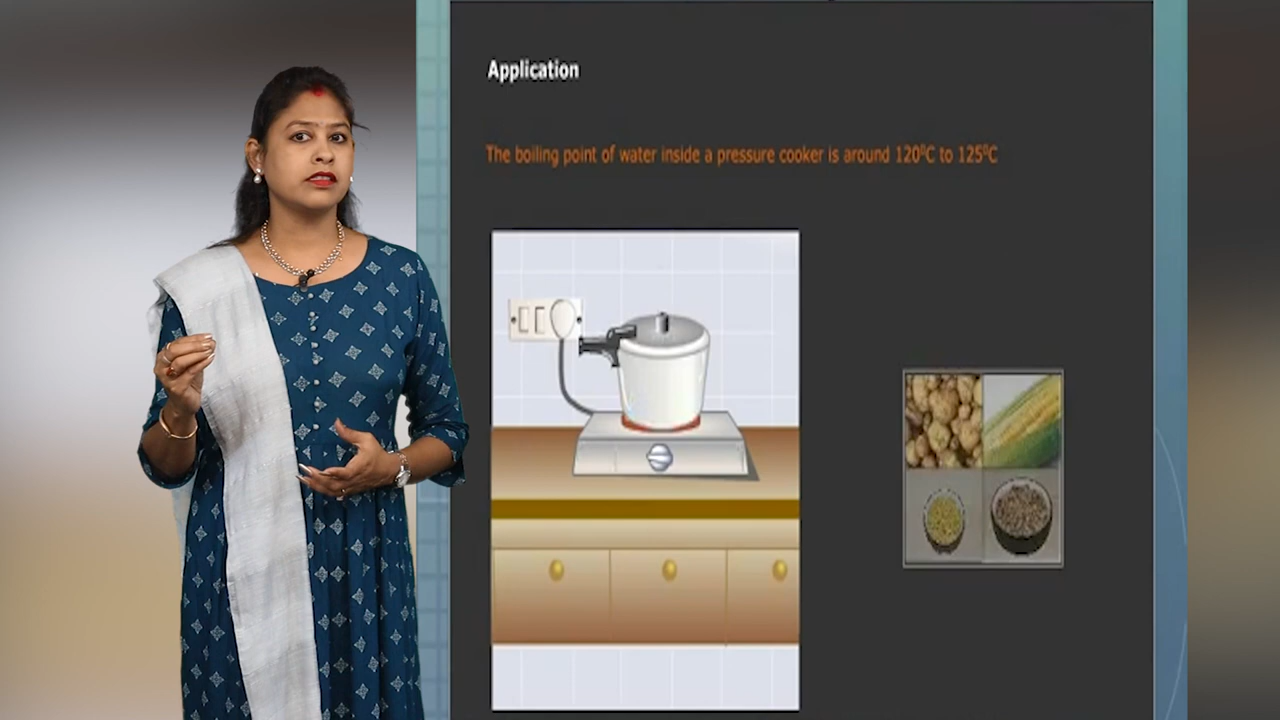 Application
The boiling point of water inside a pressure cooker is around 120⁰C to 125⁰C